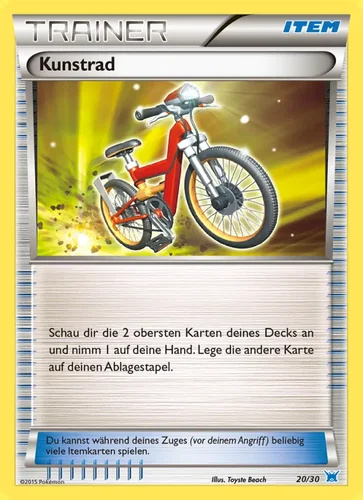 TRAINER
ITEM
Kunstrad
Schau dir die 2 obersten Karten deines Decks an
und nimm 1 auf deine Hand. Lege die andere Karte
auf deinen Ablagestapel.
Du kannst während deines Zuges (vor deinem Angriff) beliebig
viele Itemkarten spielen.
©2015 Pokémon
Illus. Toyste Beach
20/30